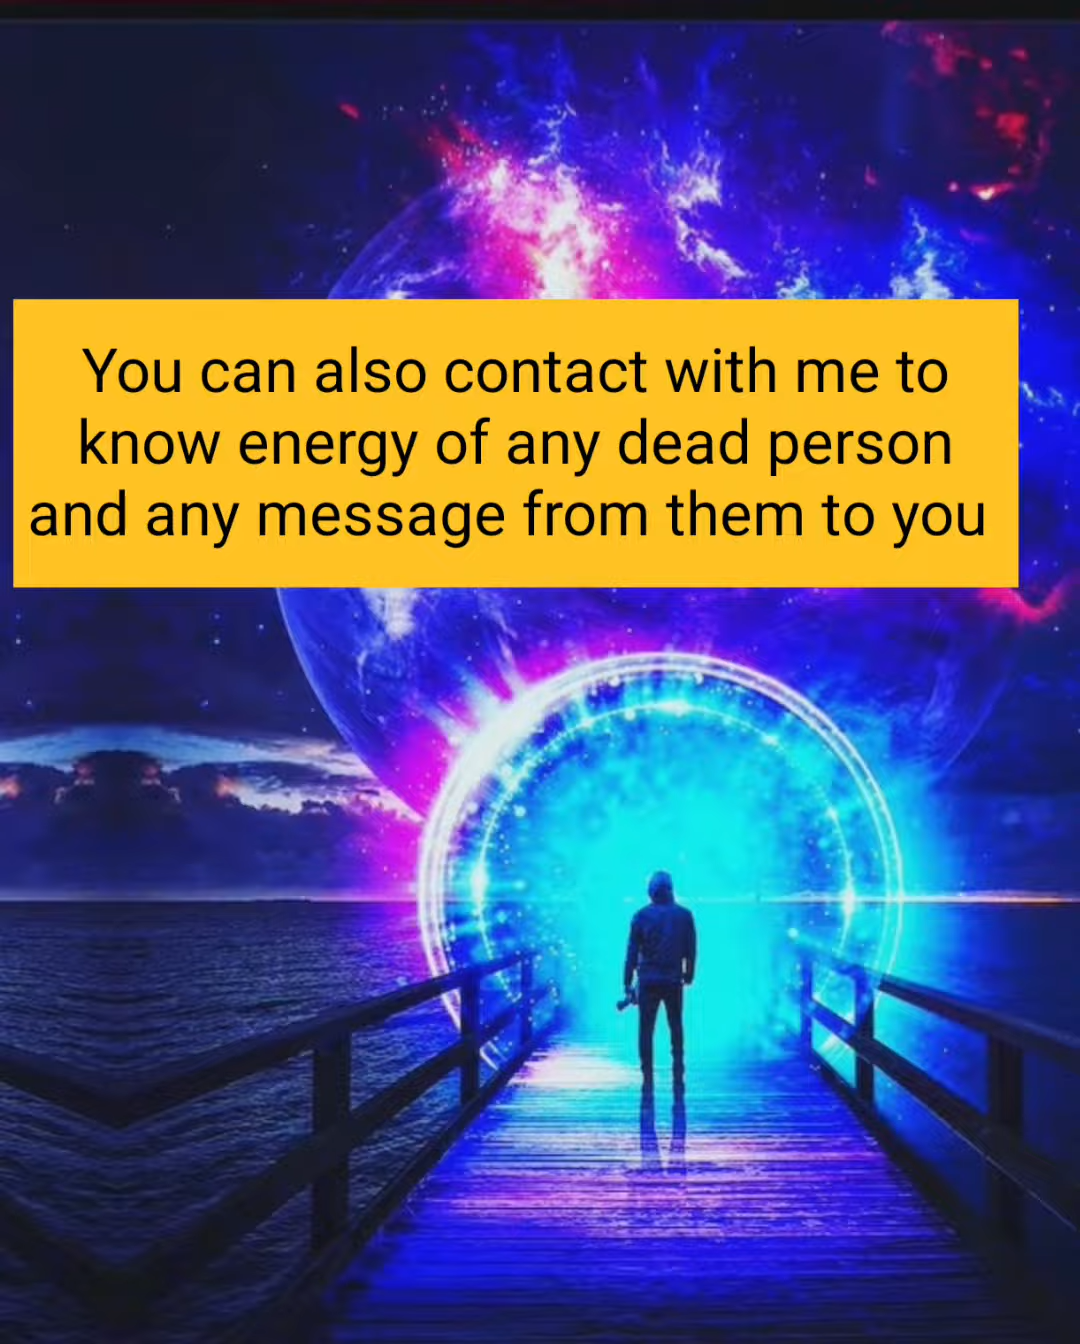 You can also contact with me to
know energy of any dead person
and any message from them to you